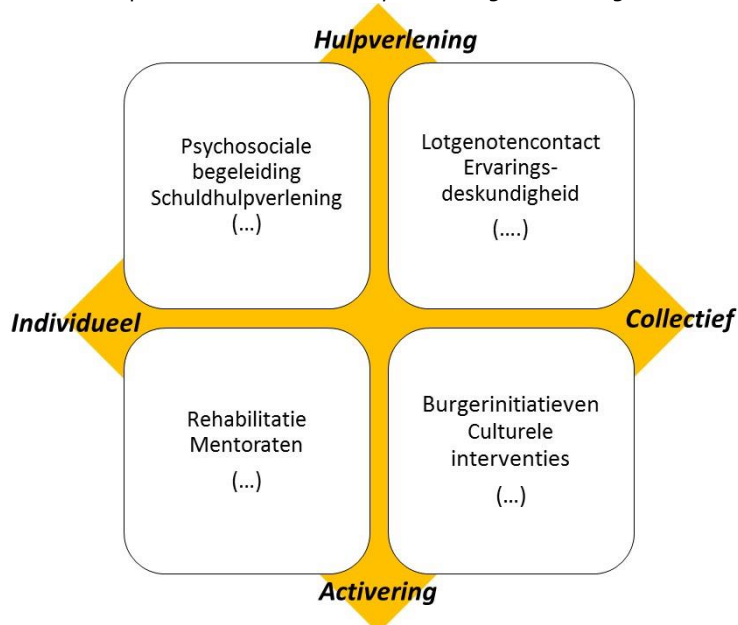 Hulpverlening
Psychosociale
begeleiding
Schuldhulpverlening
(...)
Lotgenotencontact
Ervarings-
deskundigheid
(....)
Individueel
Collectief
Rehabilitatie
Mentoraten
(...)
Burgerinitiatieven
Culturele
interventies
(...)
Activering